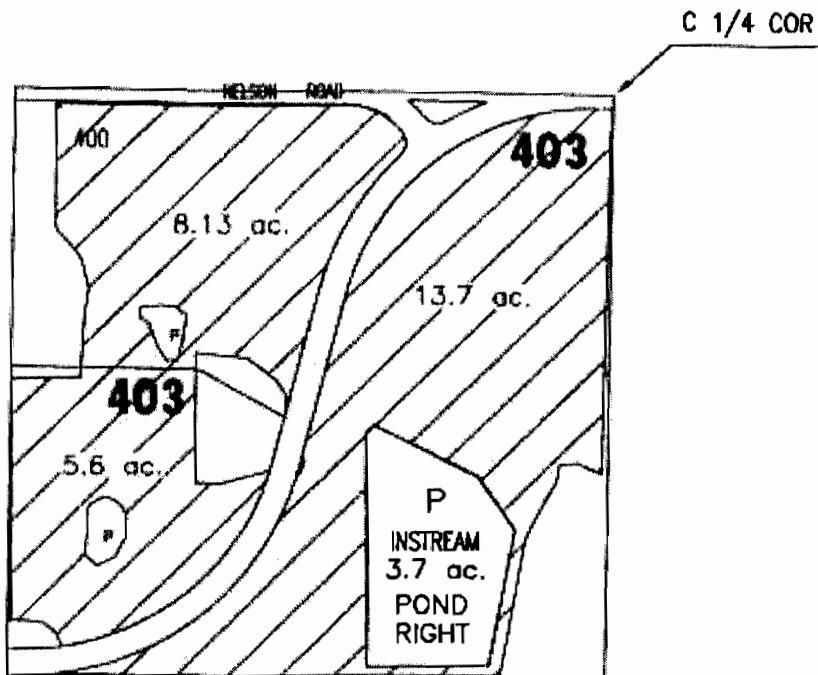 C 1/4 COR
NELSON ROAD
400
403
8.13 ac.
13.7 ac.
P
403
5.6 ac.
P
P
INSTREAM
3.7 ac.
POND
RIGHT